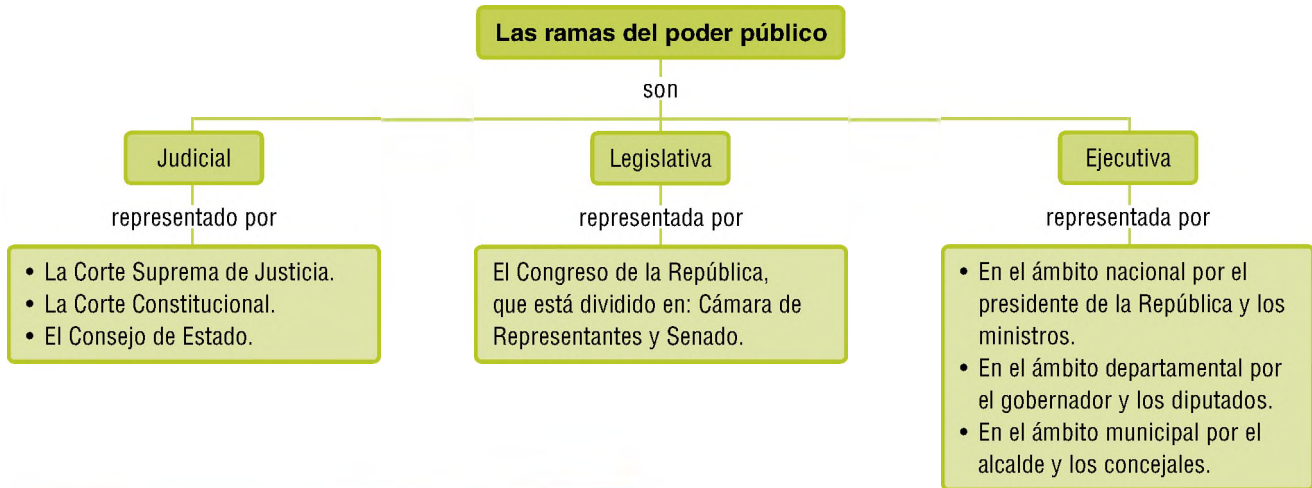 Las ramas del poder público
son
Judicial
representado por
• La Corte Suprema de Justicia.
• La Corte Constitucional.
• El Consejo de Estado.
Legislativa
representada por
El Congreso de la República,
que está dividido en: Cámara de
Representantes y Senado.
Ejecutiva
representada por
• En el ámbito nacional por el
presidente de la República y los
ministros.
• En el ámbito departamental por
el gobernador y los diputados.
• En el ámbito municipal por el
alcalde y los concejales.